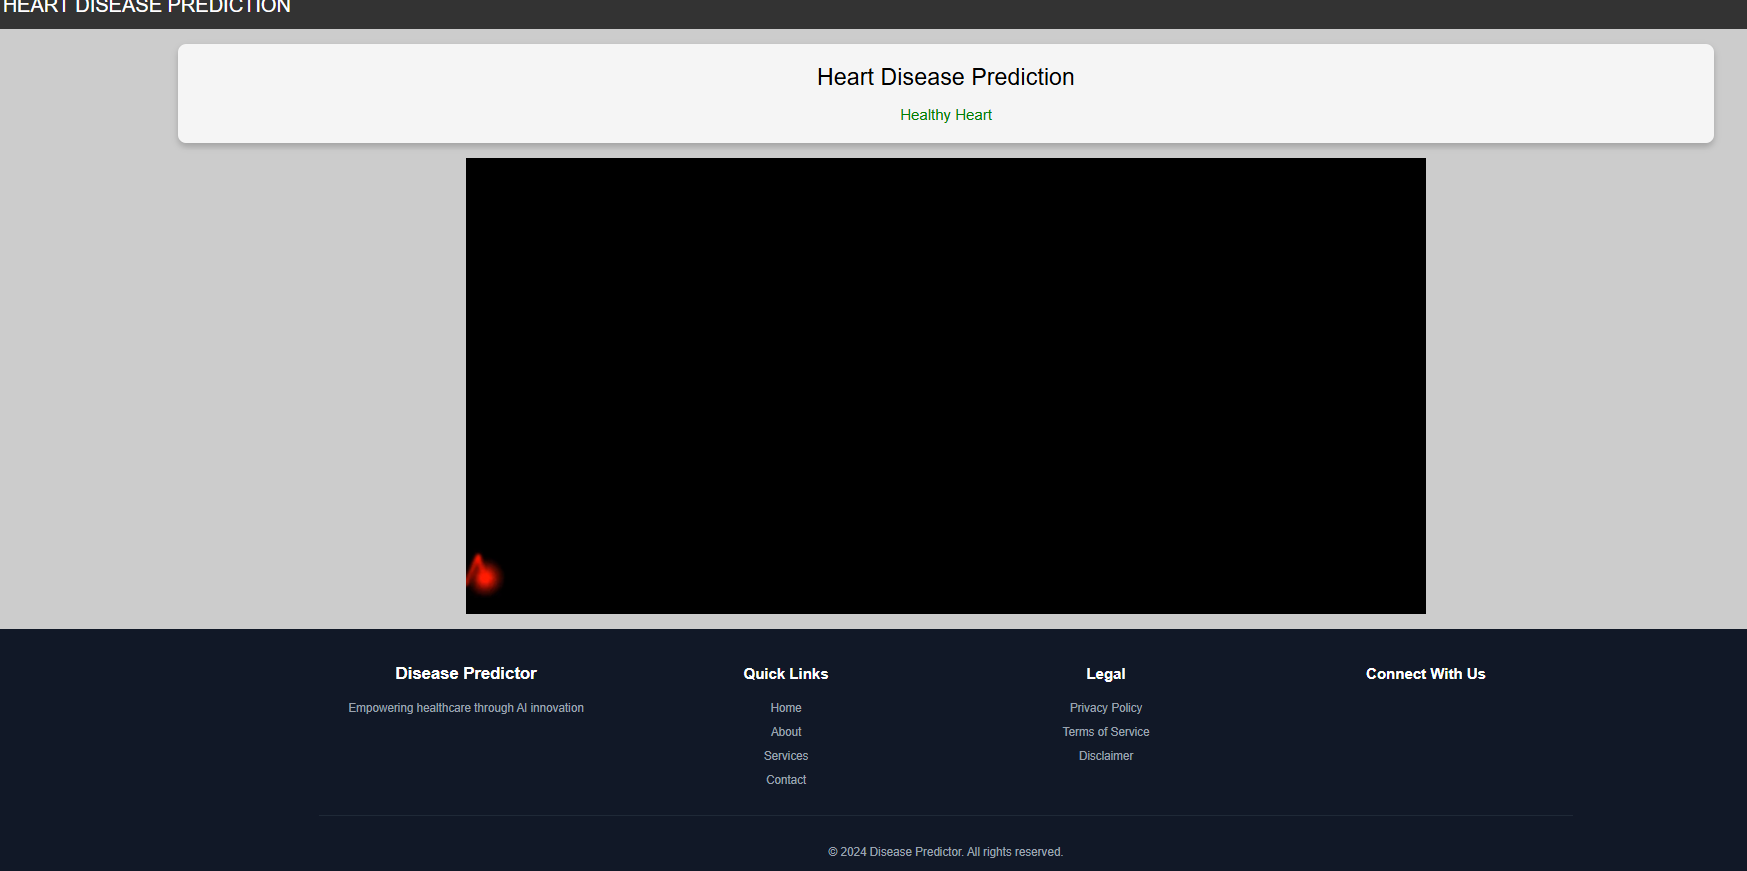 HEART DISEASE PREDICTION
Heart Disease Prediction
Healthy Heart
Disease Predictor
Empowering healthcare through AI innovation
Quick Links
Home
About
Services
Contact
Legal
Privacy Policy
Terms of Service
Disclaimer
Connect With Us
© 2024 Disease Predictor. All rights reserved.